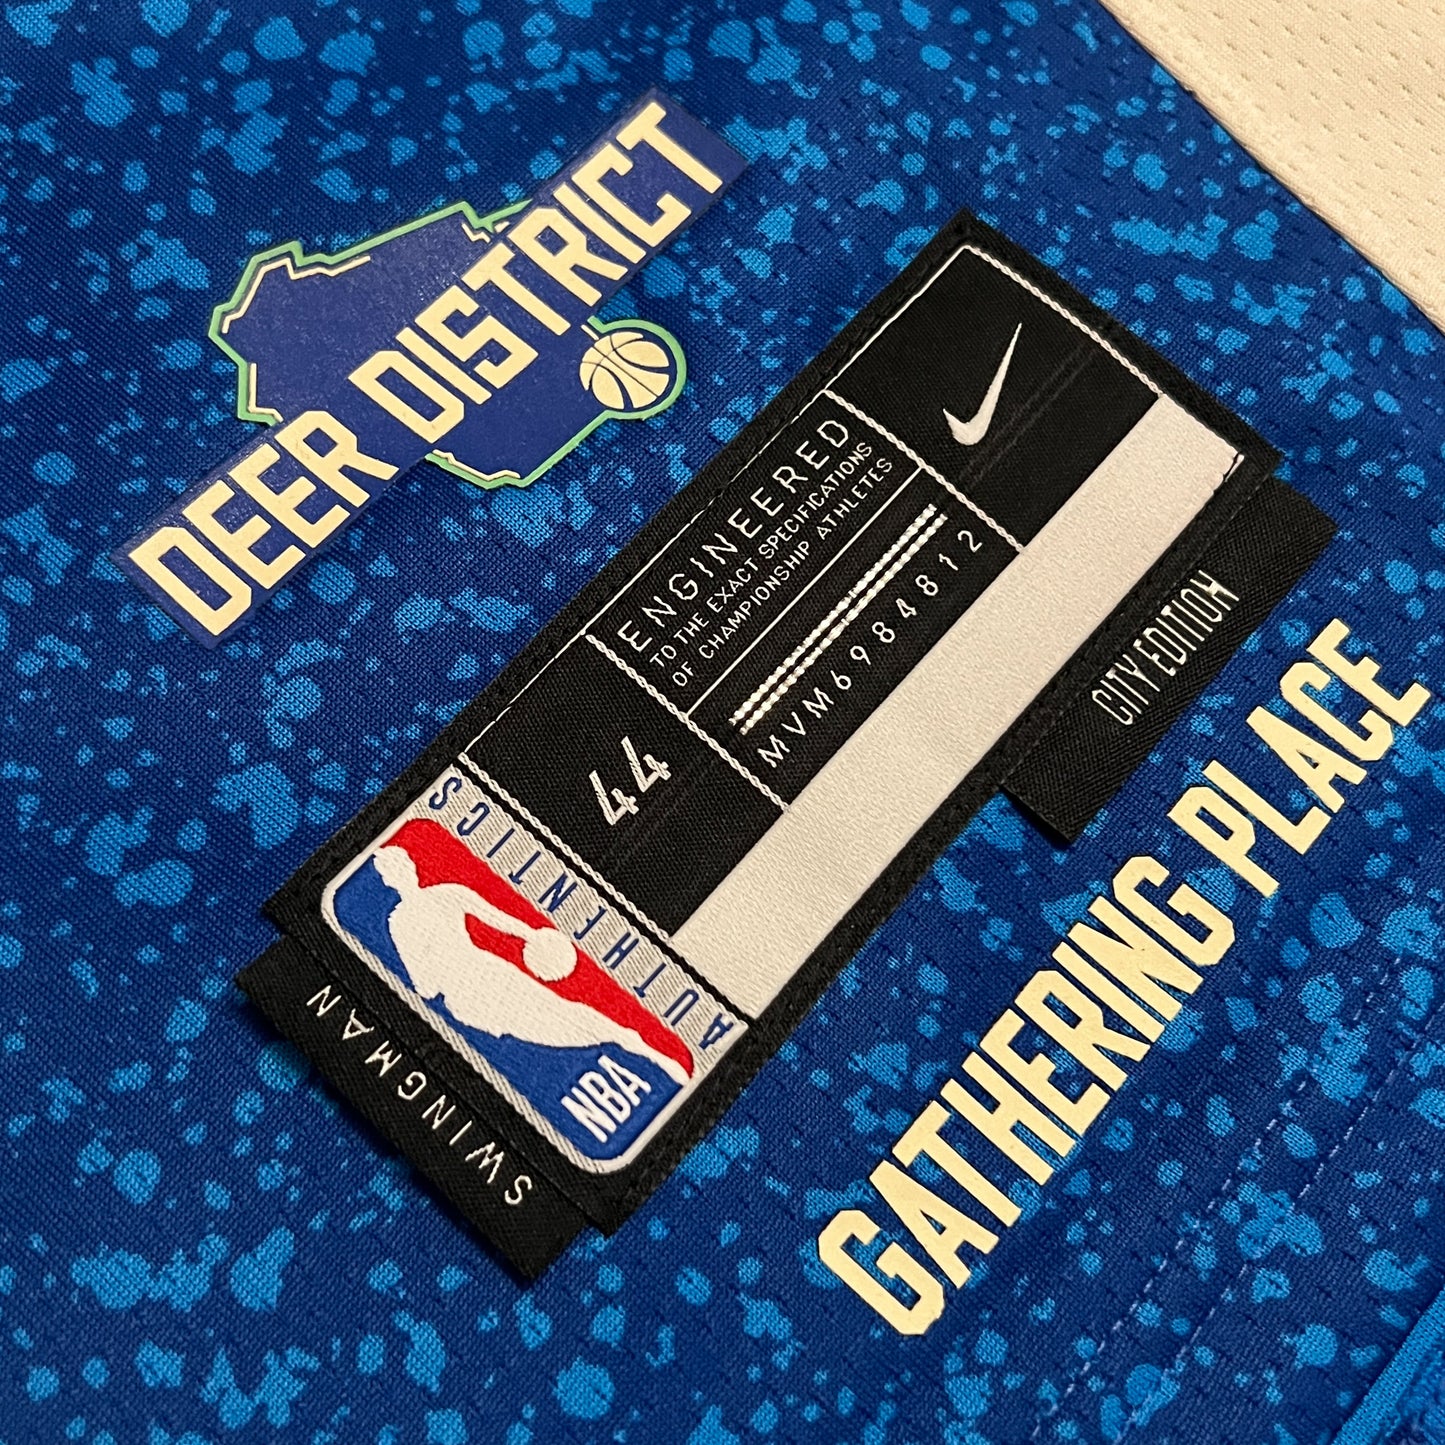 DEER DISTRICT
ENGINEERED
TO THE EXACT SPECIFICATIONS
OF CHAMPIONSHIP ATHLETES
MVM6984812
44
AUTHENTICS
NBA
SWINGMAN
CITY EDITION
GATHERING PLACE